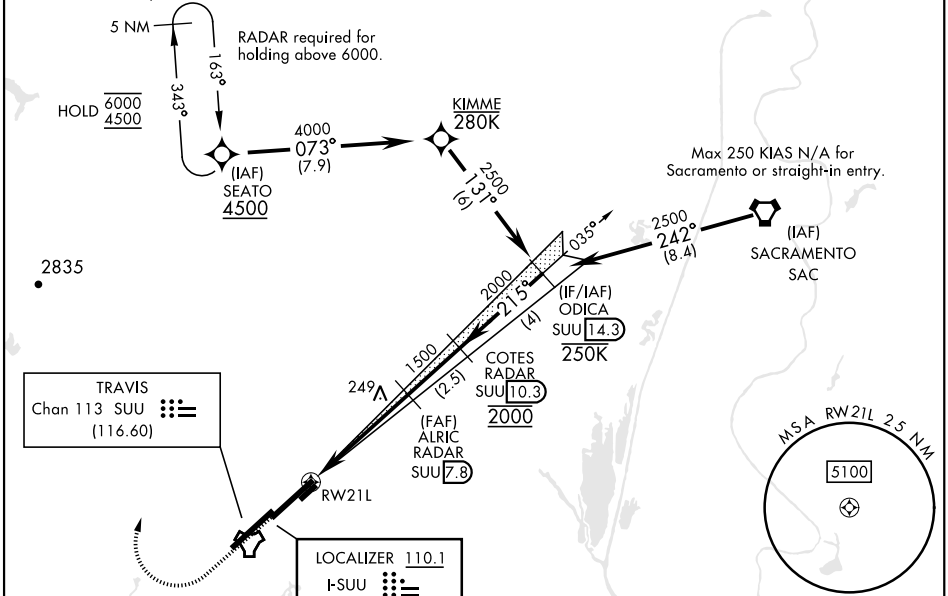 5 NM
RADAR required for
holding above 6000.
163°
343°
HOLD 6000
4500
4000
073°
(7.9)
(IAF)
SEATO
4500
KIMME
280K
2500
131°
(6)
Max 250 KIAS N/A for
Sacramento or straight-in entry.
2500
242°
(8.4)
(IAF)
SACRAMENTO
SAC
035°
2835
2000
215°
(4)
(IF/IAF)
ODICA
SUU 14.3
250K
1500
(2.5)
COTES
RADAR
SUU 10.3
2000
249
(FAF)
ALRIC
RADAR
SUU 7.8
TRAVIS
Chan 113 SUU
(116.60)
RW21L
LOCALIZER 110.1
I-SUU
MSA RW21L 25 NM
5100